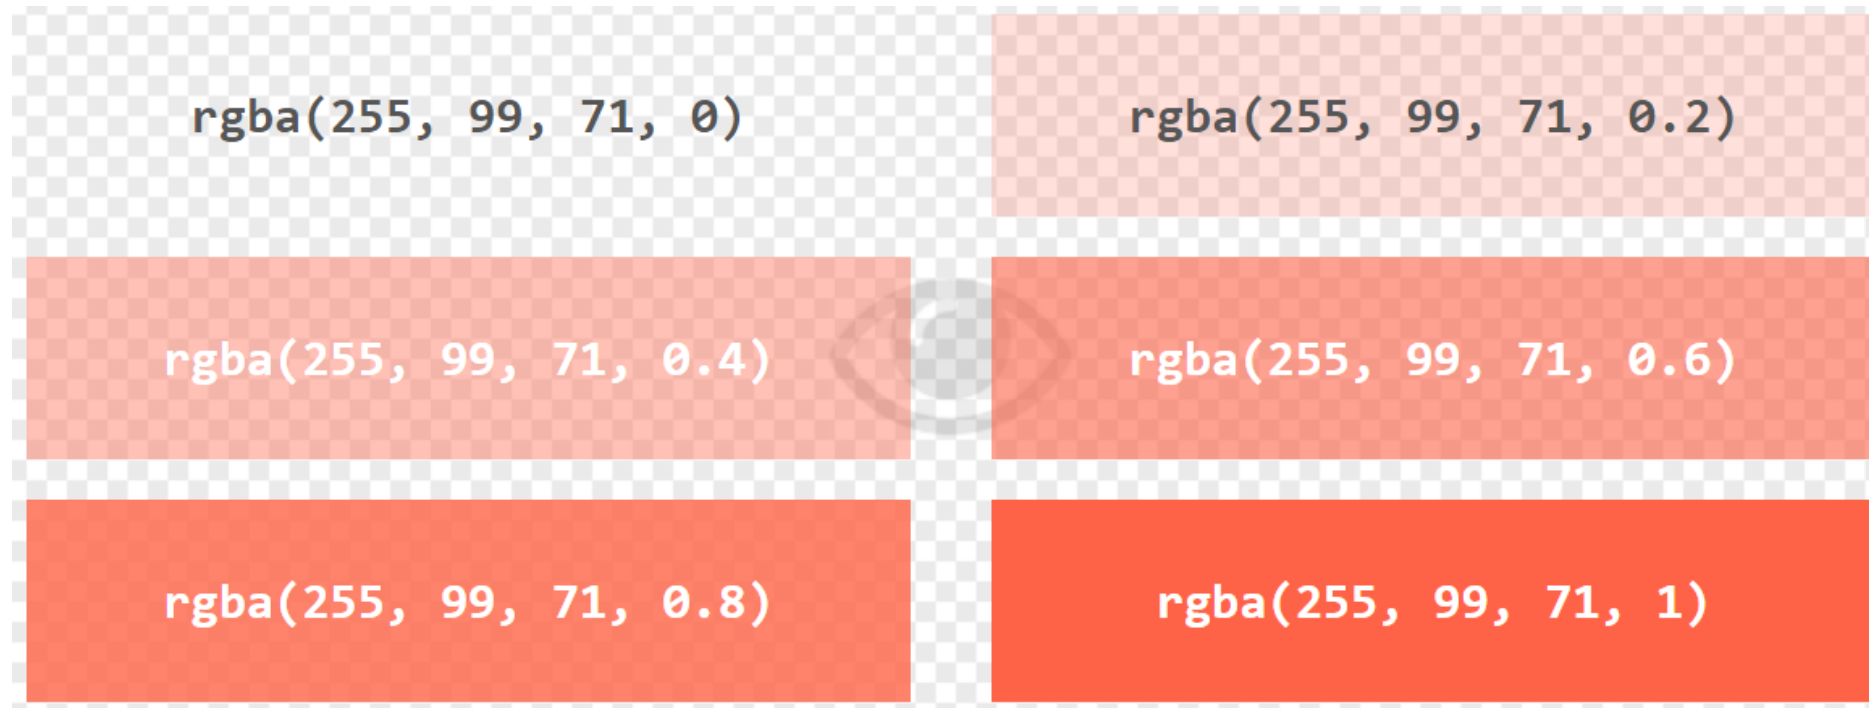 rgba(255, 99, 71, 0)
rgba(255, 99, 71, 0.2)
rgba(255, 99, 71, 0.4)
rgba(255, 99, 71, 0.6)
rgba(255, 99, 71, 0.8)
rgba(255, 99, 71, 1)